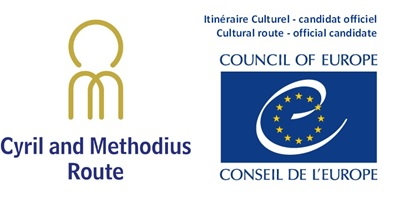 Itinéraire Culturel - candidat officiel
Cultural route - official candidate
COUNCIL OF EUROPE
CONSEIL DE L'EUROPE
Cyril and Methodius
Route